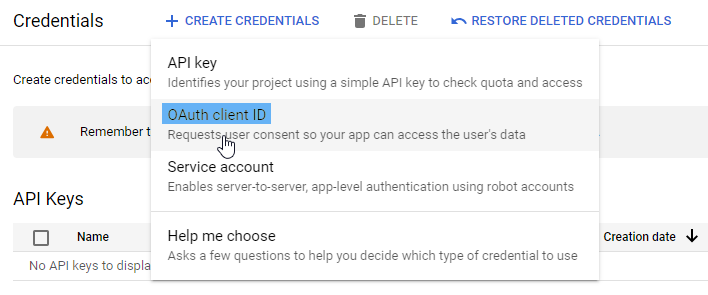 Credentials
CREATE CREDENTIALS
DELETE
RESTORE DELETED CREDENTIALS
API key
Identifies your project using a simple API key to check quota and access
Create credentials to
OAuth client ID
Requests user consent so your app can access the user's data
Remember
Service account
Enables server-to-server, app-level authentication using robot accounts
API Keys
Help me choose
Asks a few questions to help you decide which type of credential to use
Name
Creation date
No API keys to